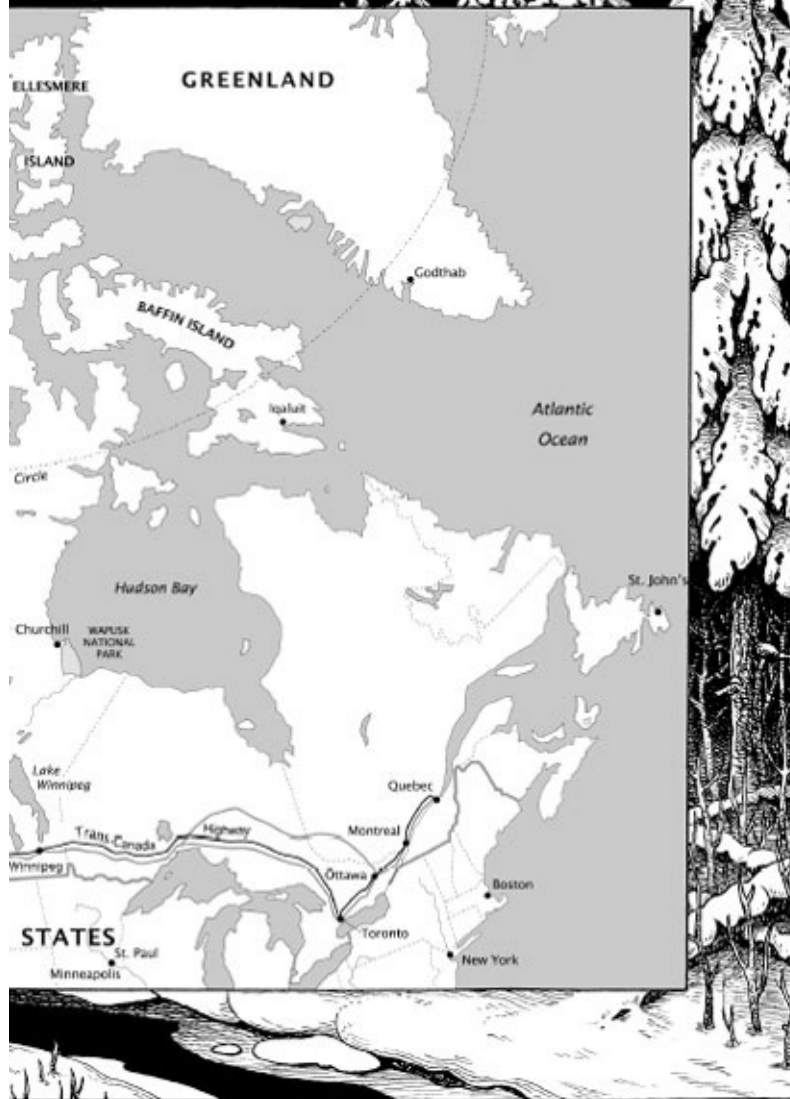 GREENLAND
ELLESMERE
ISLAND
Godthab
BAFFIN ISLAND
Iqaluit
Atlantic
Ocean
Circle
Hudson Bay
St. John's
Churchill
WAPUSK
NATIONAL
PARK
Lake
Winnipeg
Quebec
Trans Canada
Highway
Montreal
Winnipeg
Ottawa
Boston
Toronto
STATES
St. Paul
New York
Minneapolis